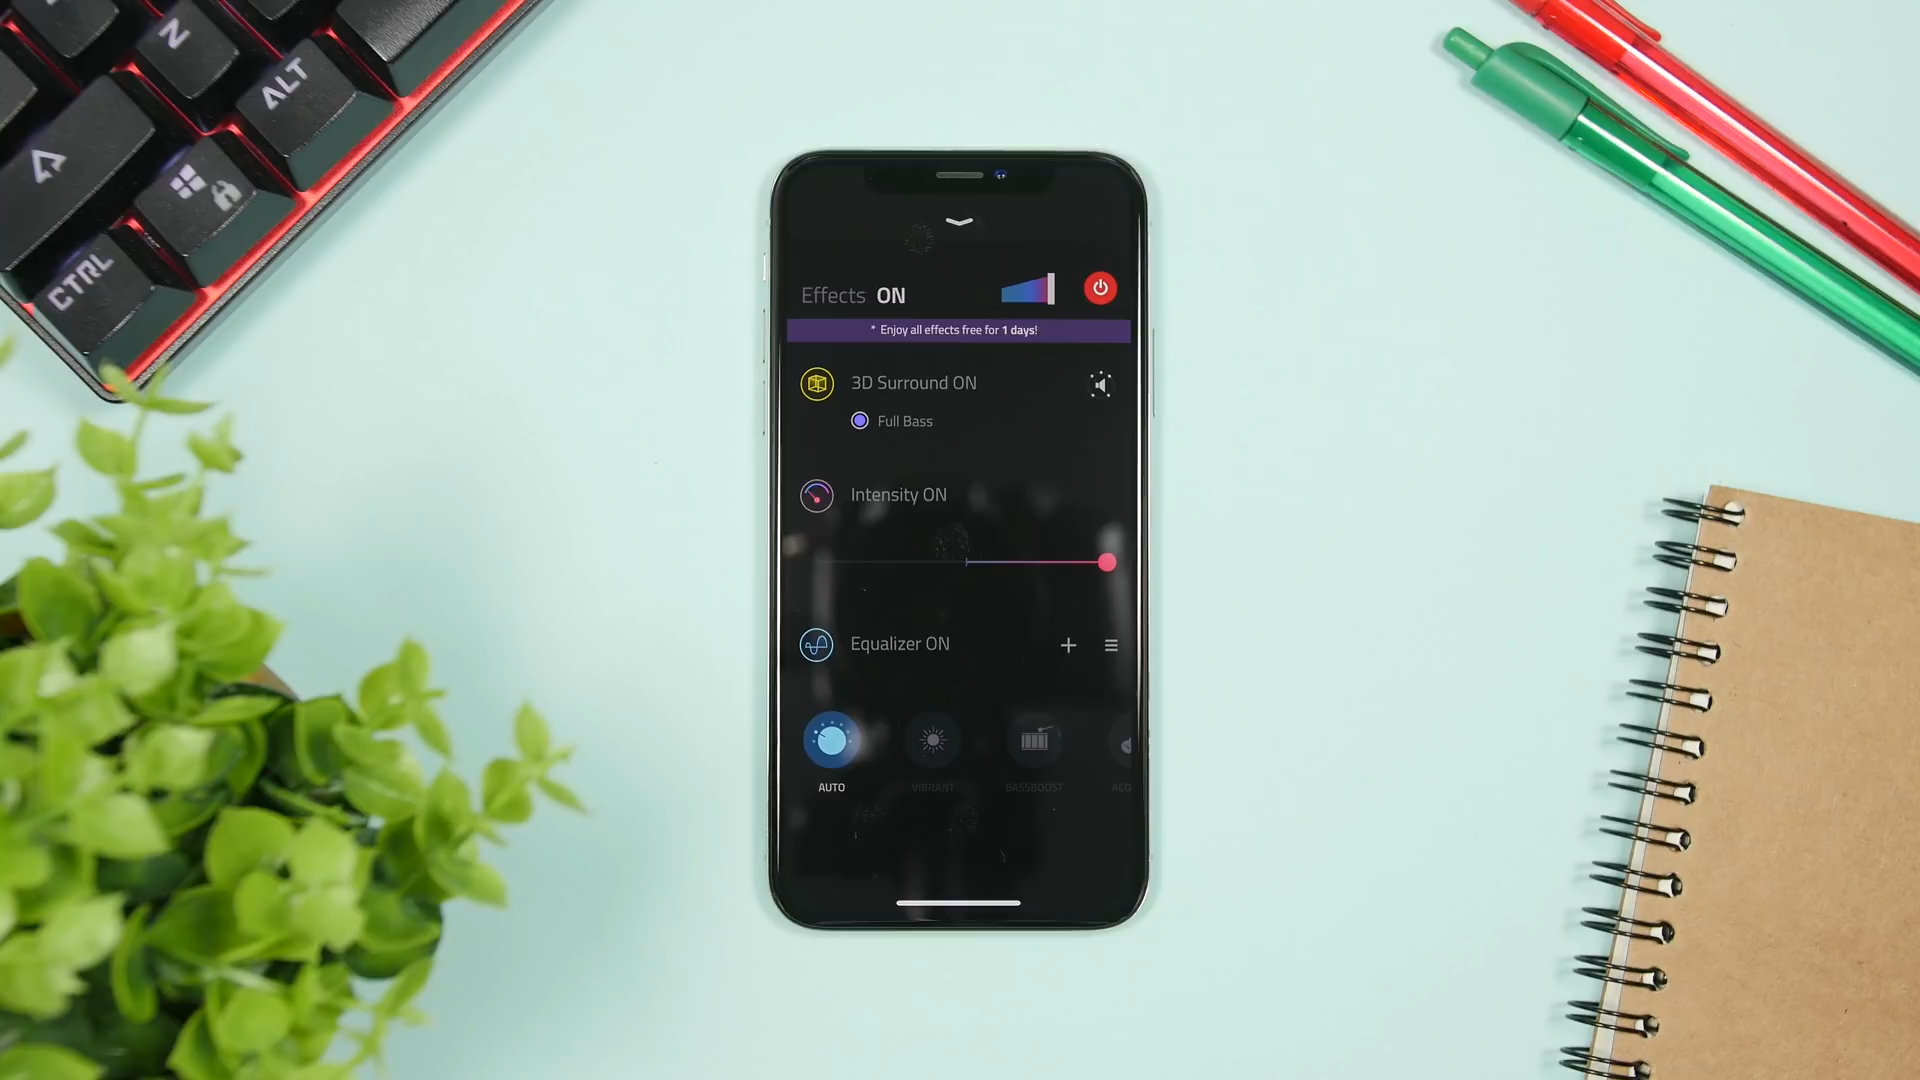 N
ALT
CTRL
Effects ON
* Enjoy all effects free for 1 days!
3D Surround ON
Full Bass
Intensity ON
Equalizer ON
AUTO
VIBRANT
BASSBOOST
ACO